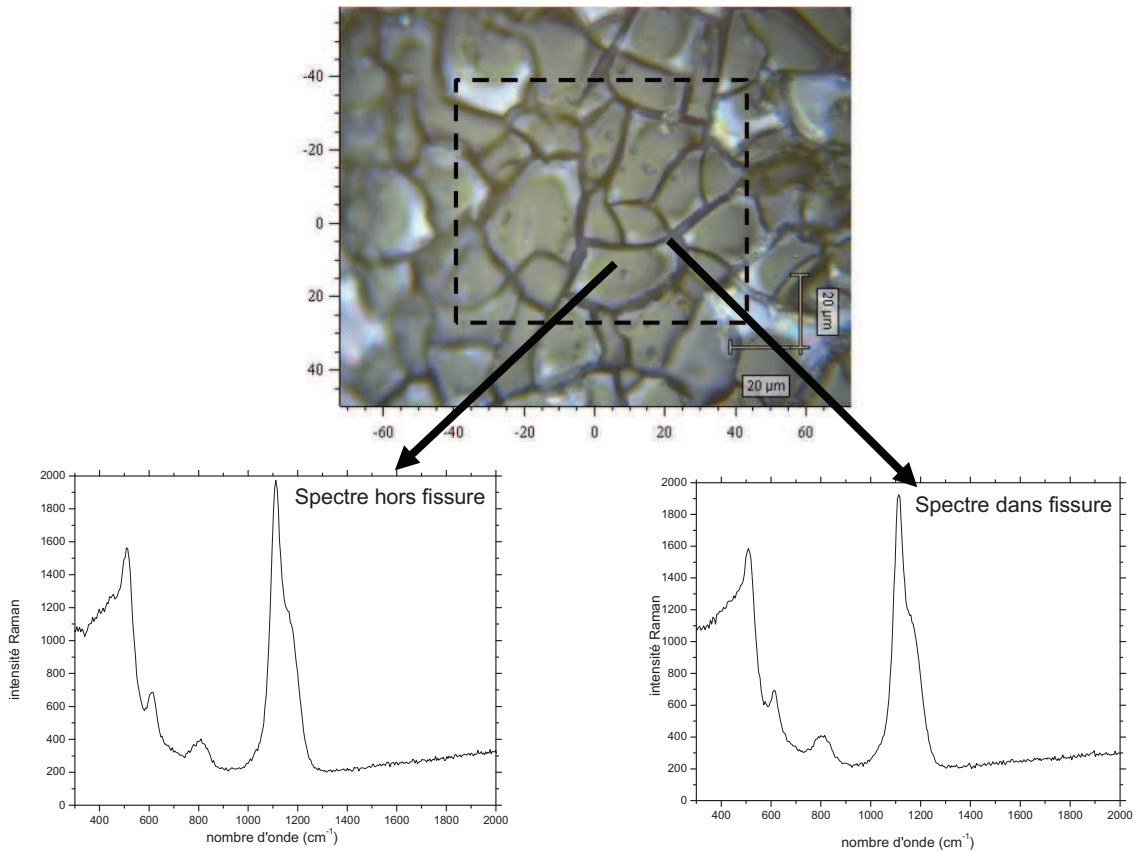 -40
-20
0
20
40
-60 -40 -20 0 20 40 60
20 µm
20 µm
Spectre hors fissure
intensité Raman
2000
1800
1600
1400
1200
1000
800
600
400
200
0
400 600 800 1000 1200 1400 1600 1800 2000
nombre d'onde (cm-1)
Spectre dans fissure
intensité Raman
2000
1800
1600
1400
1200
1000
800
600
400
200
0
400 600 800 1000 1200 1400 1600 1800 2000
nombre d'onde (cm-1)